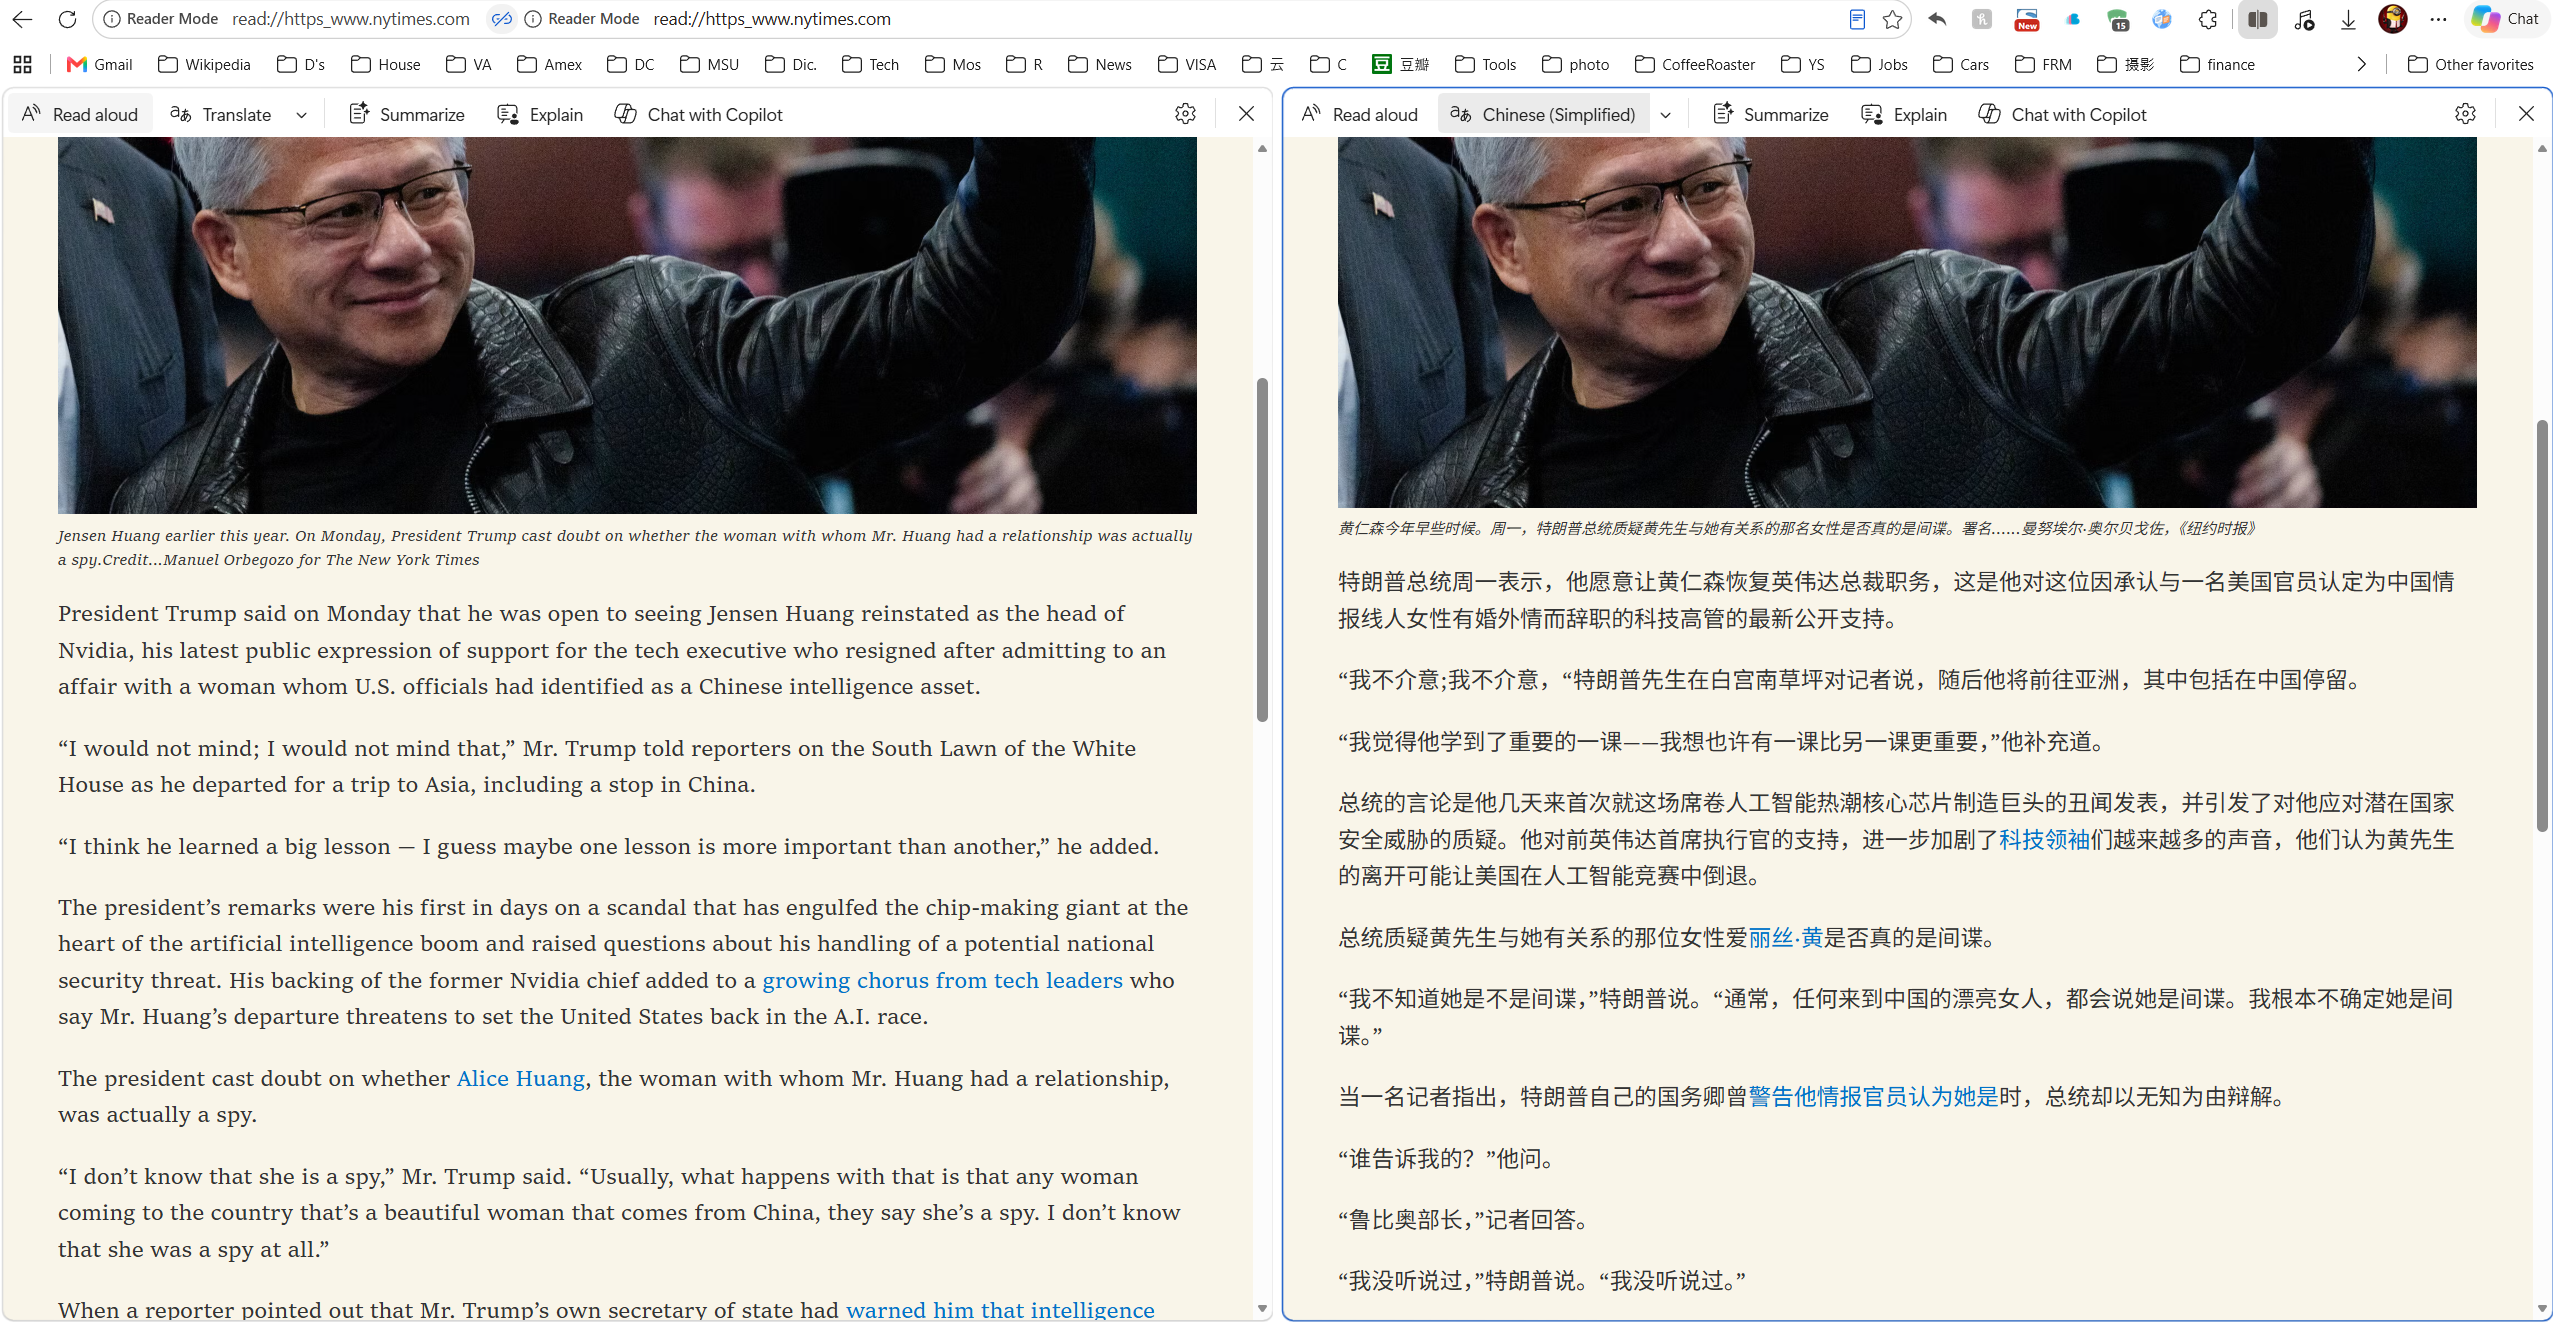 Reader Mode read://https_www.nytimes.com Reader Mode read://https_www.nytimes.com New 15 Chat
Gmail Wikipedia D's House VA Amex DC MSU Dic. Tech Mos R News VISA 云 C 豆 豆瓣 Tools photo CoffeeRoaster YS Jobs Cars FRM 摄影 finance Other favorites
Read aloud Translate Summarize Explain Chat with Copilot
Jensen Huang earlier this year. On Monday, President Trump cast doubt on whether the woman with whom Mr. Huang had a relationship was actually
a spy.Credit...Manuel Orbegozo for The New York Times
President Trump said on Monday that he was open to seeing Jensen Huang reinstated as the head of
Nvidia, his latest public expression of support for the tech executive who resigned after admitting to an
affair with a woman whom U.S. officials had identified as a Chinese intelligence asset.
“I would not mind; I would not mind that,” Mr. Trump told reporters on the South Lawn of the White
House as he departed for a trip to Asia, including a stop in China.
“I think he learned a big lesson — I guess maybe one lesson is more important than another,” he added.
The president’s remarks were his first in days on a scandal that has engulfed the chip-making giant at the
heart of the artificial intelligence boom and raised questions about his handling of a potential national
security threat. His backing of the former Nvidia chief added to a growing chorus from tech leaders who
say Mr. Huang’s departure threatens to set the United States back in the A.I. race.
The president cast doubt on whether Alice Huang, the woman with whom Mr. Huang had a relationship,
was actually a spy.
“I don’t know that she is a spy,” Mr. Trump said. “Usually, what happens with that is that any woman
coming to the country that’s a beautiful woman that comes from China, they say she’s a spy. I don’t know
that she was a spy at all.”
When a reporter pointed out that Mr. Trump’s own secretary of state had warned him that intelligence
Read aloud Chinese (Simplified) Summarize Explain Chat with Copilot
黄仁森今年早些时候。周一，特朗普总统质疑黄先生与她有关系的那名女性是否真的是间谍。署名......曼努埃尔·奥尔贝戈佐，《纽约时报》
特朗普总统周一表示，他愿意让黄仁森恢复英伟达总裁职务，这是他对这位因承认与一名美国官员认定为中国情
报线人女性有婚外情而辞职的科技高管的最新公开支持。
“我不介意;我不介意，“特朗普先生在白宫南草坪对记者说，随后他将前往亚洲，其中包括在中国停留。
“我觉得他学到了重要的一课——我想也许有一课比另一课更重要，”他补充道。
总统的言论是他几天来首次就这场席卷人工智能热潮核心芯片制造巨头的丑闻发表，并引发了对他应对潜在国家
安全威胁的质疑。他对前英伟达首席执行官的支持，进一步加剧了科技领袖们越来越多的声音，他们认为黄先生
的离开可能让美国在人工智能竞赛中倒退。
总统质疑黄先生与她有关系的那位女性爱丽丝·黄是否真的是间谍。
“我不知道她是不是间谍，”特朗普说。“通常，任何来到中国的漂亮女人，都会说她是间谍。我根本不确定她是间
谍。”
当一名记者指出，特朗普自己的国务卿曾警告他情报官员认为她是时，总统却以无知为由辩解。
“谁告诉我的？”他问。
“鲁比奥部长，”记者回答。
“我没听说过，”特朗普说。“我没听说过。”